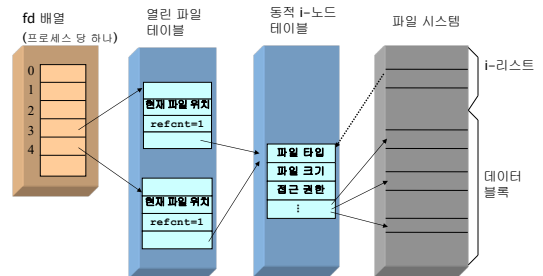 fd 배열
(프로세스 당 하나)
열린 파일
테이블
동적 i-노드
테이블
파일 시스템
0
1
2
3
4
현재 파일 위치
refcnt=1
현재 파일 위치
refcnt=1
파일 타입
파일 크기
접근 권한
⋮
i-리스트
데이터
블록